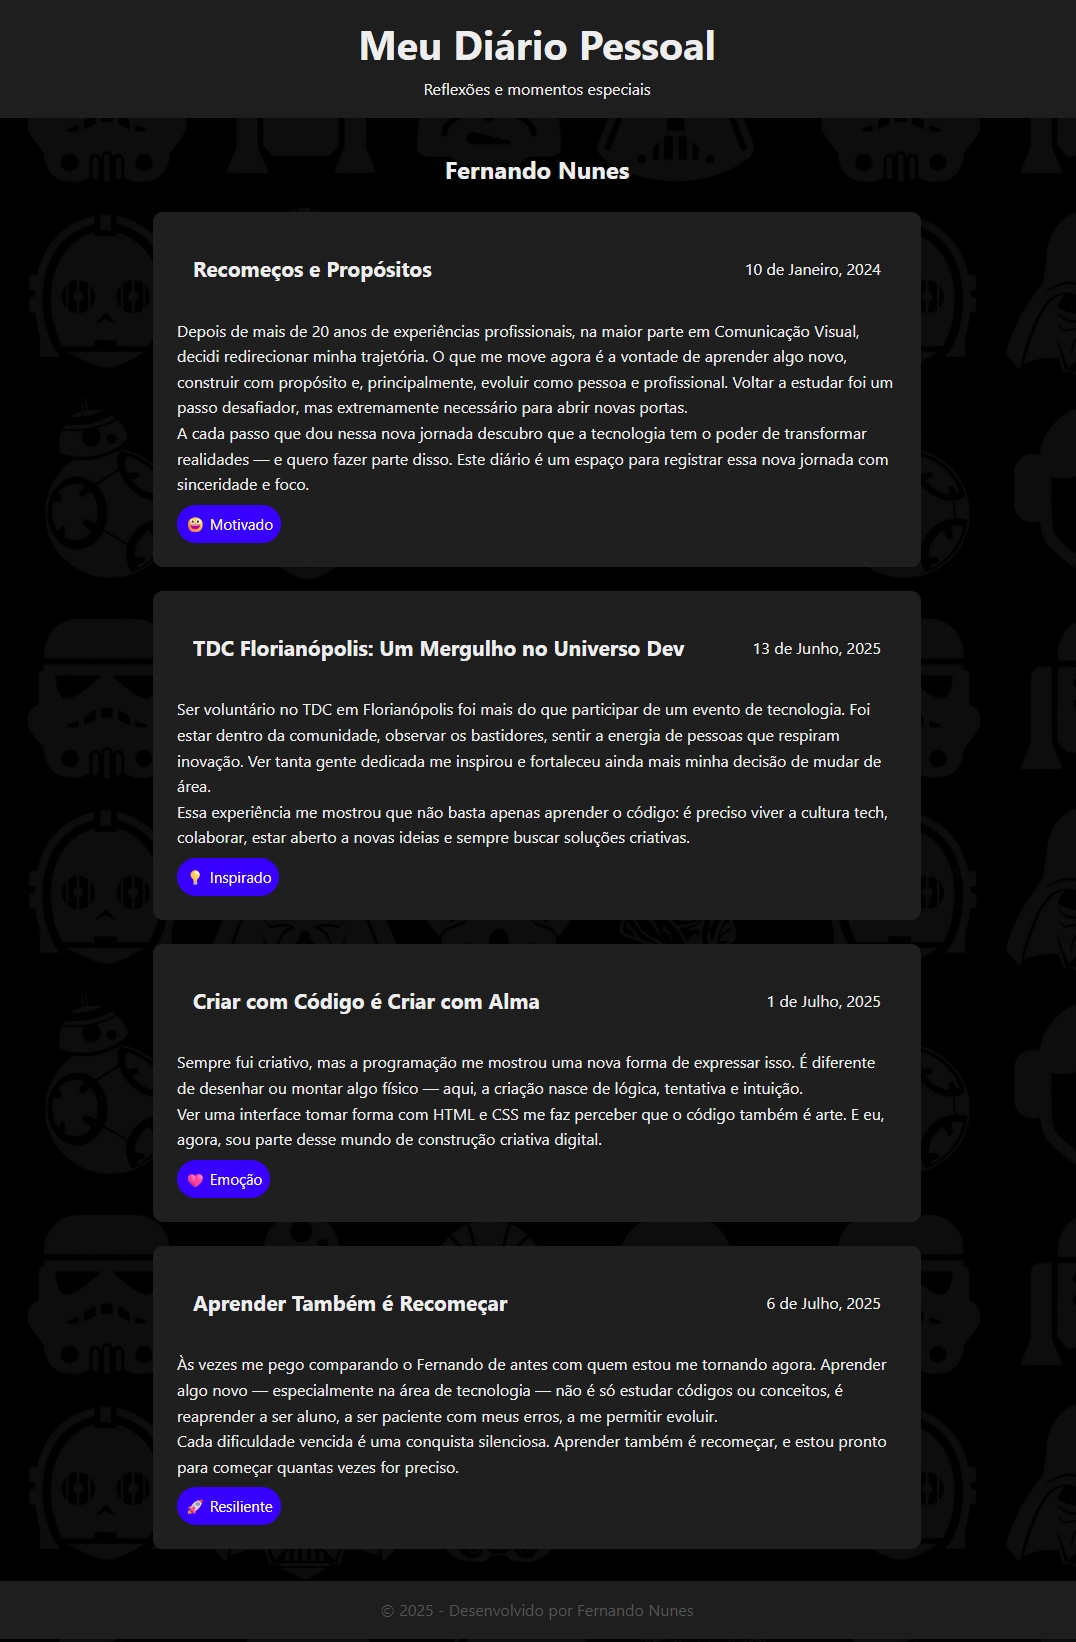 Meu Diário Pessoal
Reflexões e momentos especiais
Fernando Nunes
Recomeços e Propósitos
10 de Janeiro, 2024
Depois de mais de 20 anos de experiências profissionais, na maior parte em Comunicação Visual,
decidi redirecionar minha trajetória. O que me move agora é a vontade de aprender algo novo,
construir com propósito e, principalmente, evoluir como pessoa e profissional. Voltar a estudar foi um
passo desafiador, mas extremamente necessário para abrir novas portas.
A cada passo que dou nessa nova jornada descubro que a tecnologia tem o poder de transformar
realidades — e quero fazer parte disso. Este diário é um espaço para registrar essa nova jornada com
sinceridade e foco.
😀 Motivado
TDC Florianópolis: Um Mergulho no Universo Dev
13 de Junho, 2025
Ser voluntário no TDC em Florianópolis foi mais do que participar de um evento de tecnologia. Foi
estar dentro da comunidade, observar os bastidores, sentir a energia de pessoas que respiram
inovação. Ver tanta gente dedicada me inspirou e fortaleceu ainda mais minha decisão de mudar de
área.
Essa experiência me mostrou que não basta apenas aprender o código: é preciso viver a cultura tech,
colaborar, estar aberto a novas ideias e sempre buscar soluções criativas.
💡 Inspirado
Criar com Código é Criar com Alma
1 de Julho, 2025
Sempre fui criativo, mas a programação me mostrou uma nova forma de expressar isso. É diferente
de desenhar ou montar algo físico — aqui, a criação nasce de lógica, tentativa e intuição.
Ver uma interface tomar forma com HTML e CSS me faz perceber que o código também é arte. E eu,
agora, sou parte desse mundo de construção criativa digital.
💗 Emoção
Aprender Também é Recomeçar
6 de Julho, 2025
Às vezes me pego comparando o Fernando de antes com quem estou me tornando agora. Aprender
algo novo — especialmente na área de tecnologia — não é só estudar códigos ou conceitos, é
reaprender a ser aluno, a ser paciente com meus erros, a me permitir evoluir.
Cada dificuldade vencida é uma conquista silenciosa. Aprender também é recomeçar, e estou pronto
para começar quantas vezes for preciso.
🚀 Resiliente
© 2025 - Desenvolvido por Fernando Nunes